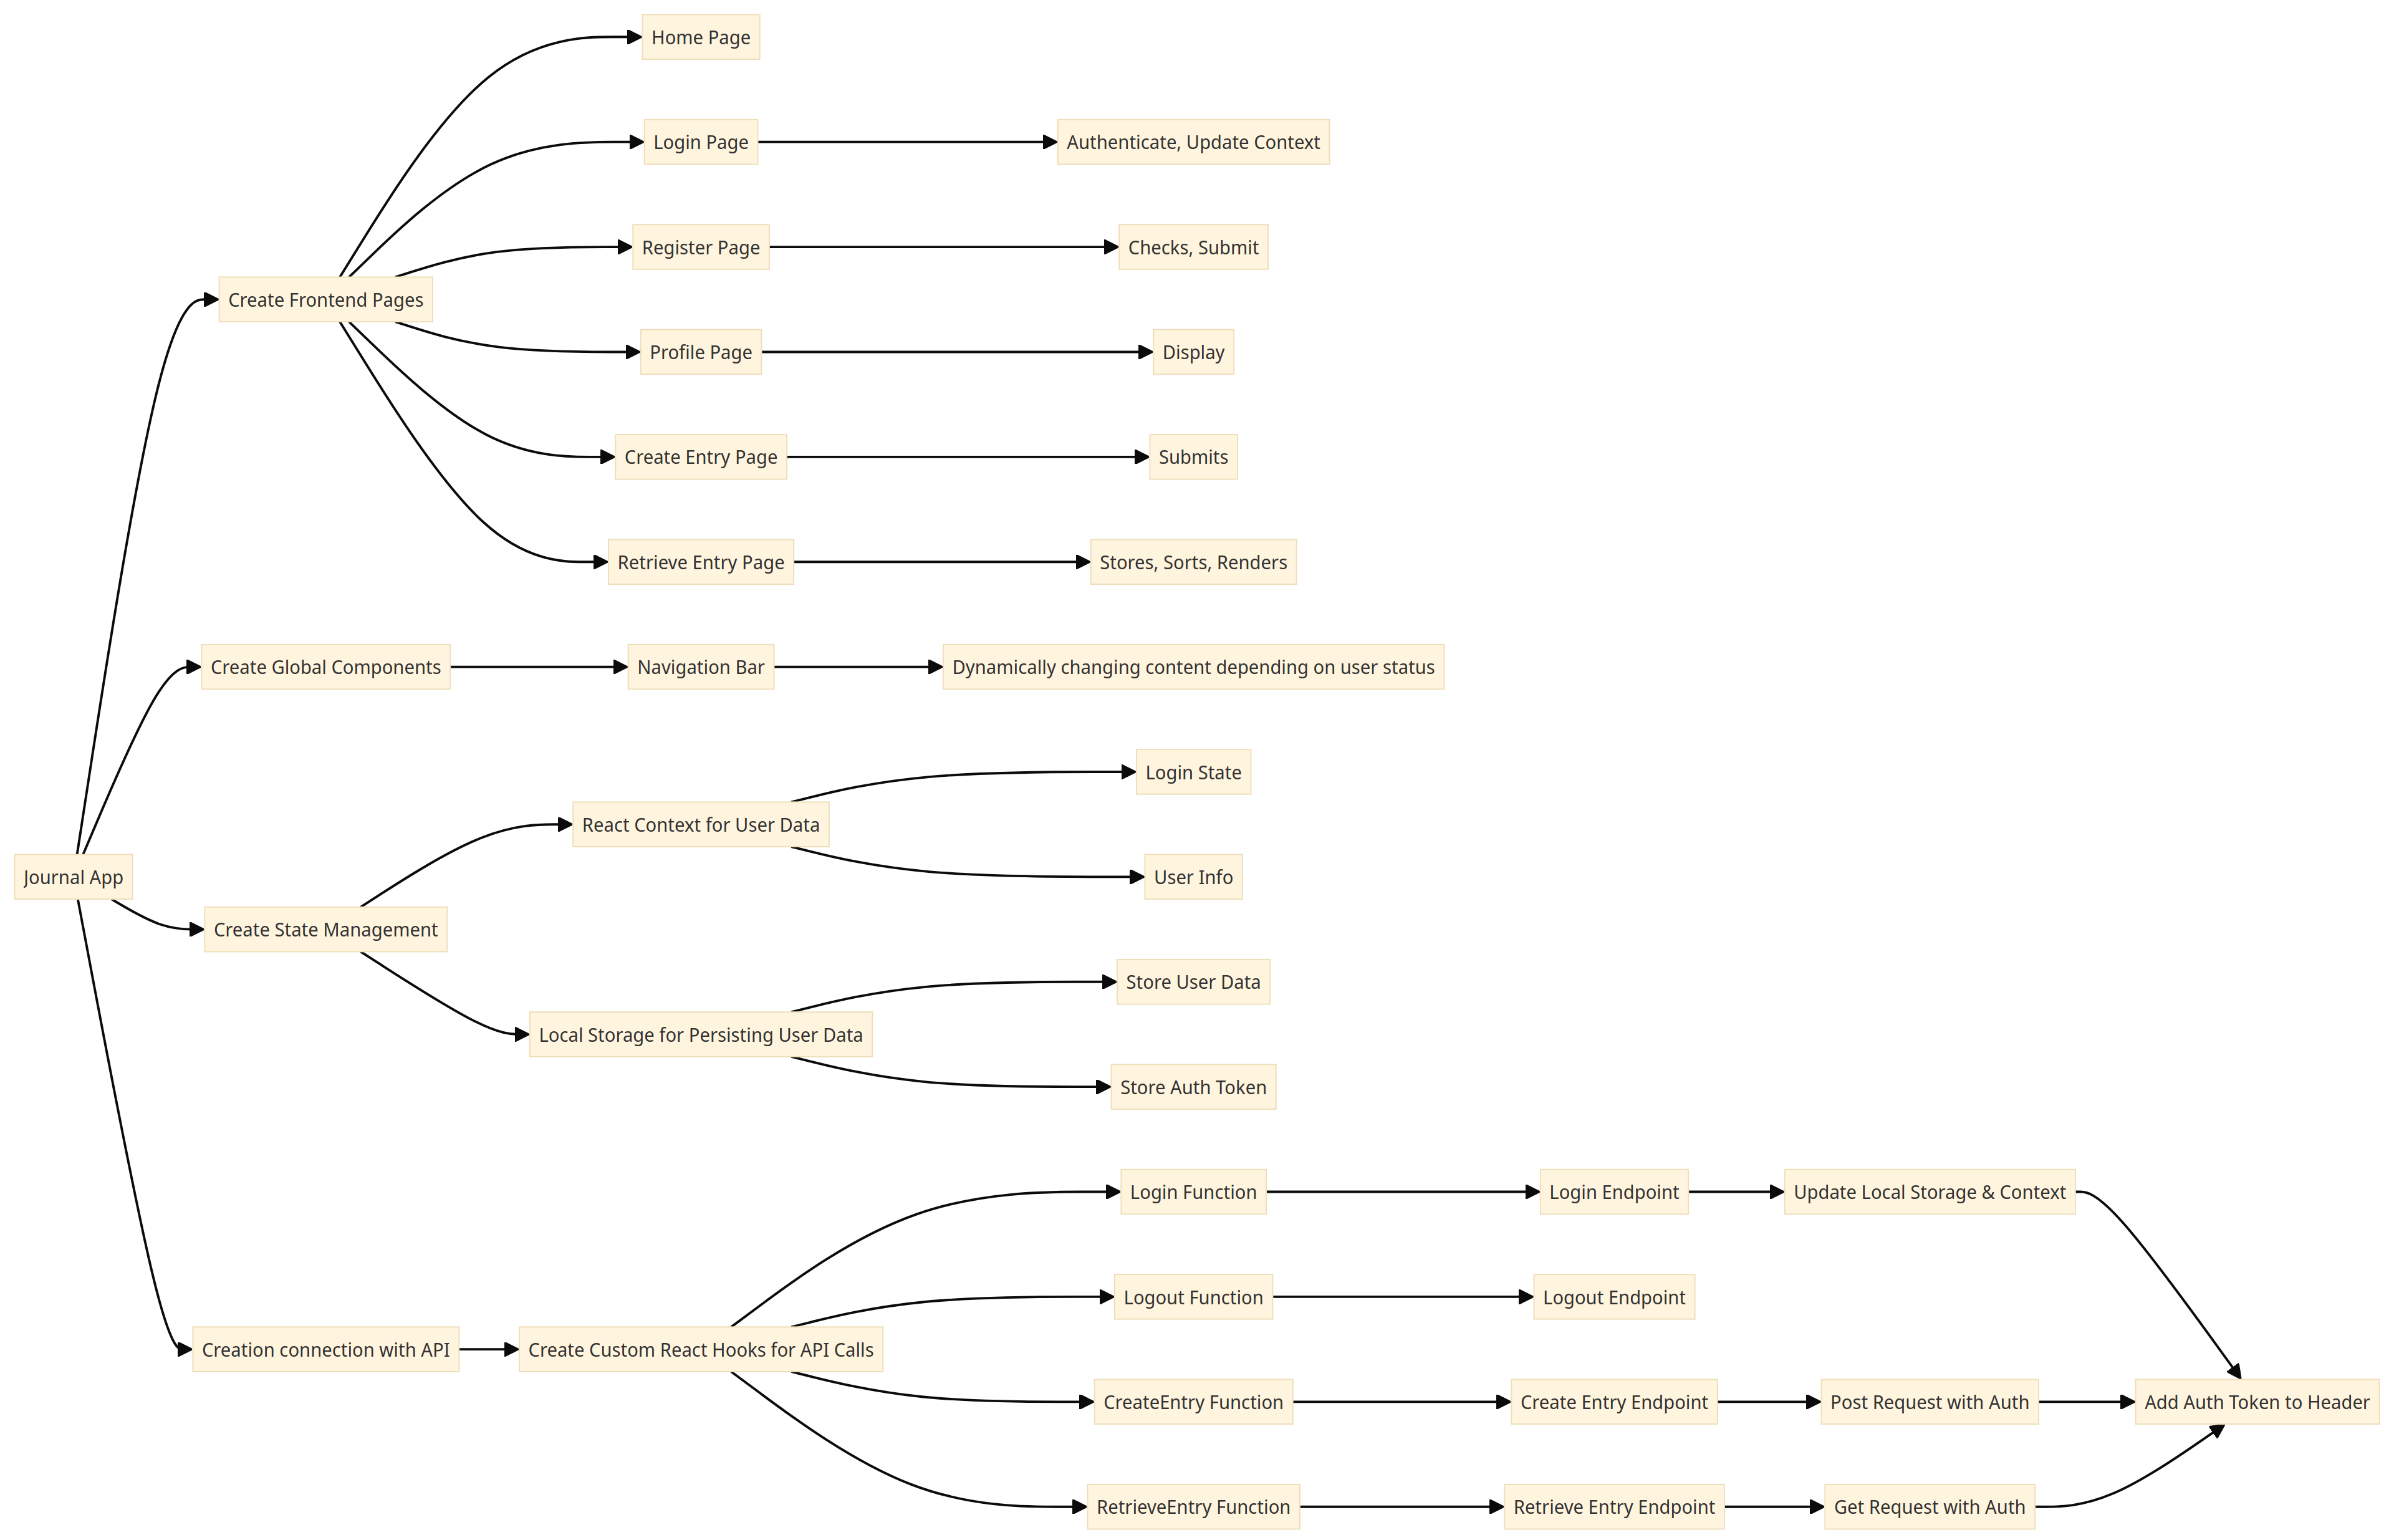 Home Page
Login Page
Authenticate, Update Context
Register Page
Checks, Submit
Create Frontend Pages
Profile Page
Display
Create Entry Page
Submits
Retrieve Entry Page
Stores, Sorts, Renders
Create Global Components
Navigation Bar
Dynamically changing content depending on user status
Login State
React Context for User Data
Journal App
User Info
Create State Management
Store User Data
Local Storage for Persisting User Data
Store Auth Token
Login Function
Login Endpoint
Update Local Storage & Context
Logout Function
Logout Endpoint
Creation connection with API
Create Custom React Hooks for API Calls
CreateEntry Function
Create Entry Endpoint
Post Request with Auth
Add Auth Token to Header
RetrieveEntry Function
Retrieve Entry Endpoint
Get Request with Auth